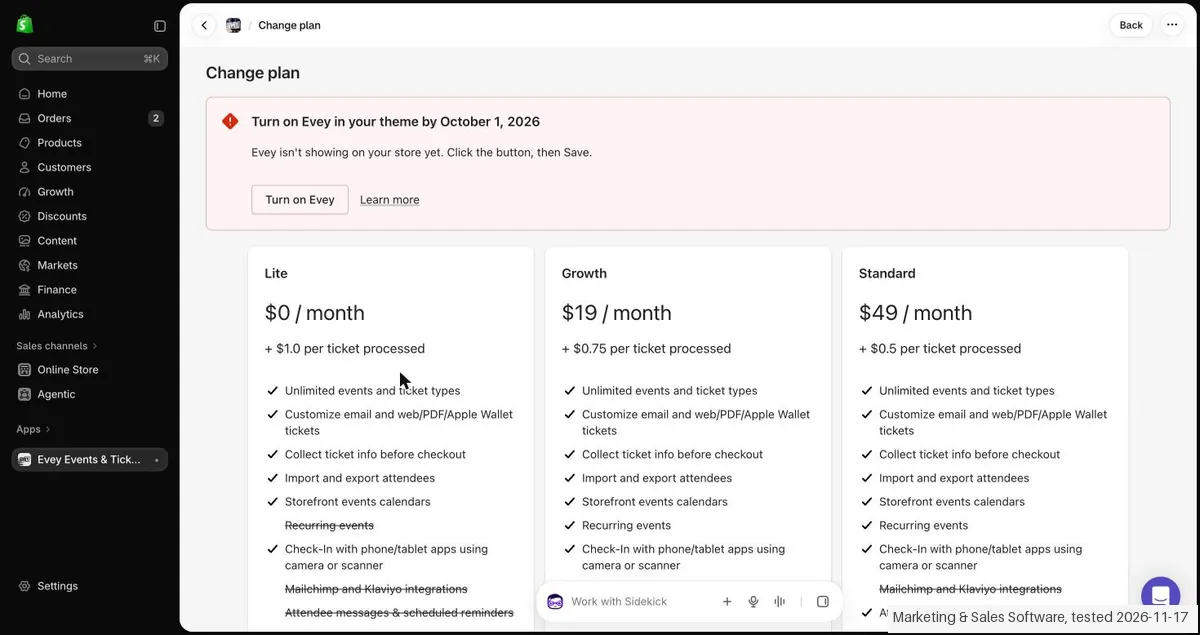 Change plan
Back
Search
⌘K
Home
Orders
2
Products
Customers
Growth
Discounts
Content
Markets
Finance
Analytics
Sales channels
Online Store
Agentic
Apps
Evey Events & Tick...
Settings
Change plan
Turn on Evey in your theme by October 1, 2026
Evey isn't showing on your store yet. Click the button, then Save.
Turn on Evey
Learn more
Lite
$0 / month
+ $1.0 per ticket processed
Unlimited events and ticket types
Customize email and web/PDF/Apple Wallet
tickets
Collect ticket info before checkout
Import and export attendees
Storefront events calendars
Recurring events
Check-In with phone/tablet apps using
camera or scanner
Mailchimp and Klaviyo integrations
Attendee messages & scheduled reminders
Growth
$19 / month
+ $0.75 per ticket processed
Unlimited events and ticket types
Customize email and web/PDF/Apple Wallet
tickets
Collect ticket info before checkout
Import and export attendees
Storefront events calendars
Recurring events
Check-In with phone/tablet apps using
camera or scanner
Standard
$49 / month
+ $0.5 per ticket processed
Unlimited events and ticket types
Customize email and web/PDF/Apple Wallet
tickets
Collect ticket info before checkout
Import and export attendees
Storefront events calendars
Recurring events
Check-In with phone/tablet apps using
camera or scanner
Mailchimp and Klaviyo integrations
Work with Sidekick
Marketing & Sales Software, tested 2026-11-17